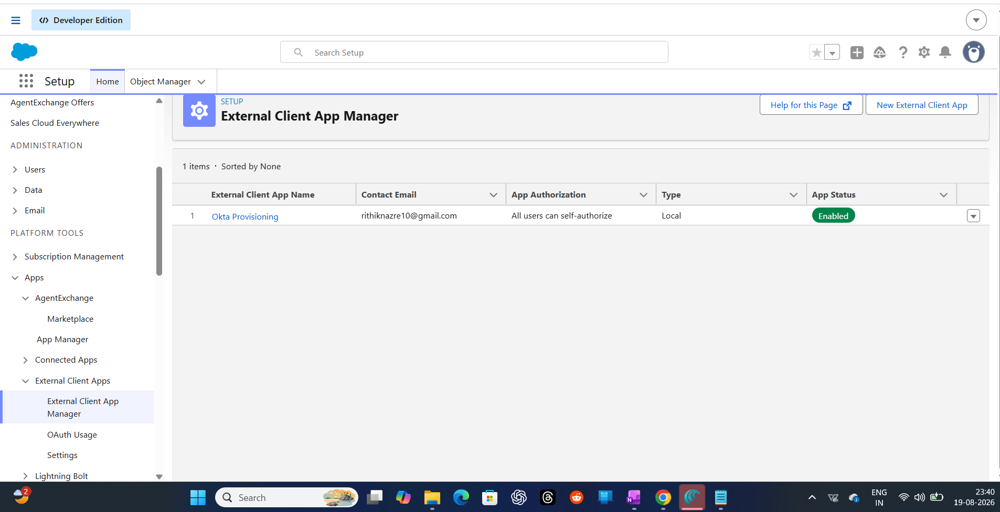 Developer Edition
Search Setup
Setup
Home
Object Manager
AgentExchange Offers
Sales Cloud Everywhere
ADMINISTRATION
Users
Data
Email
PLATFORM TOOLS
Subscription Management
Apps
AgentExchange
Marketplace
App Manager
Connected Apps
External Client Apps
External Client App
Manager
OAuth Usage
Settings
Lightning Bolt
SETUP
External Client App Manager
Help for this Page
New External Client App
1 items · Sorted by None
External Client App Name Contact Email App Authorization Type App Status
1 Okta Provisioning rithiknazre10@gmail.com All users can self-authorize Local Enabled
2
Search
N
ENG
IN
23:40
19-08-2026